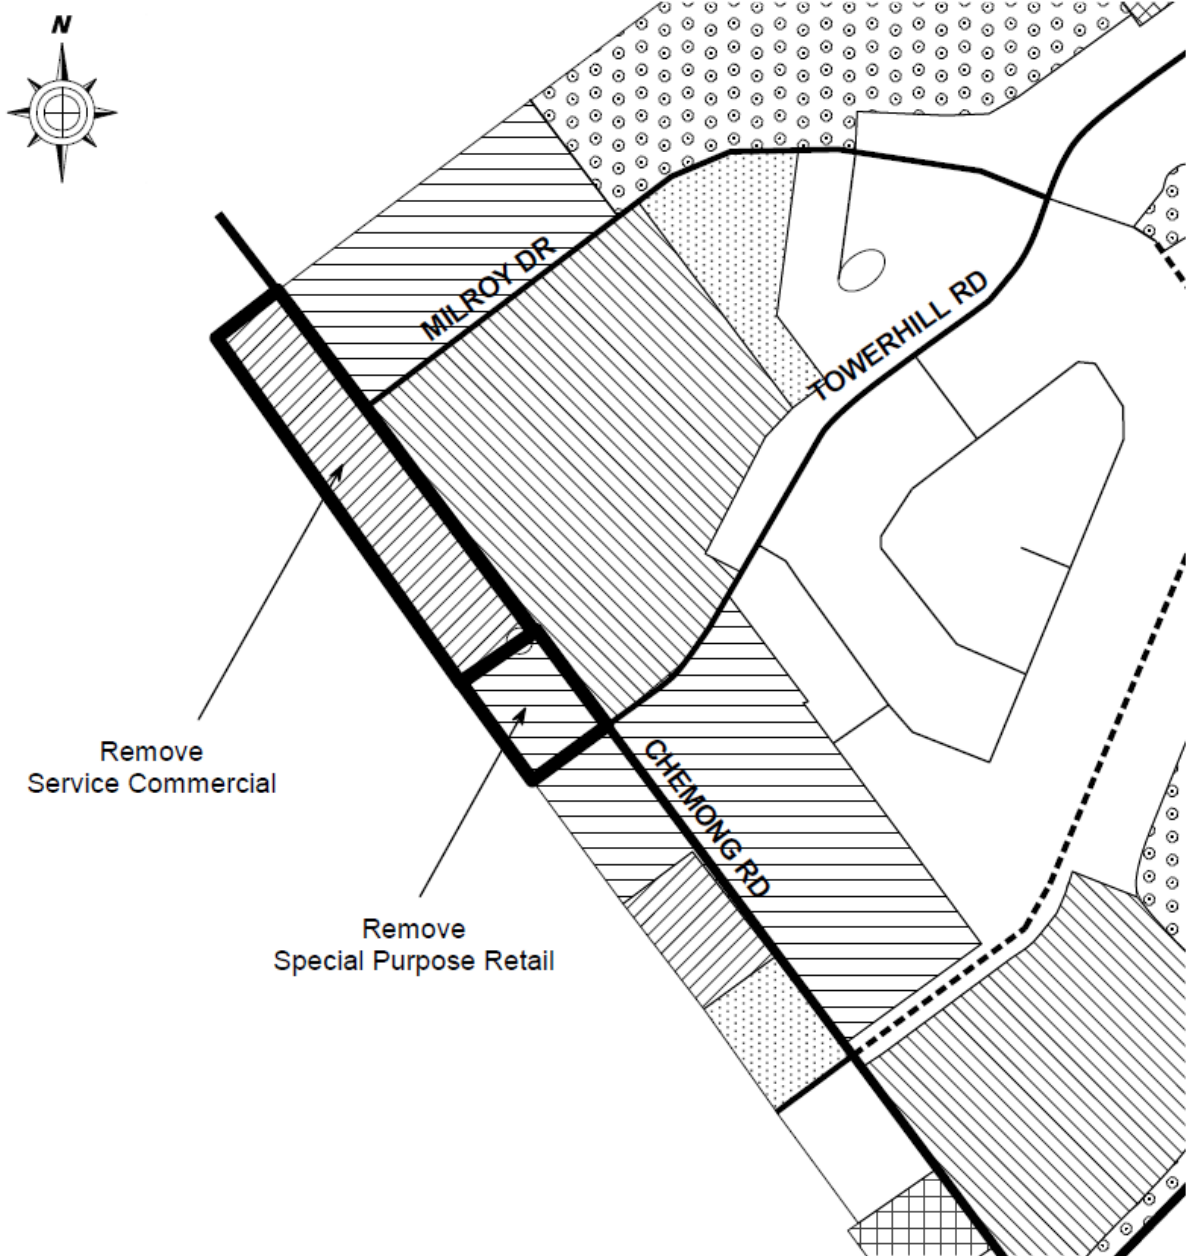 N
MILROY DR
TOWERHILL RD
CHEMONG RD
Remove
Service Commercial
Remove
Special Purpose Retail